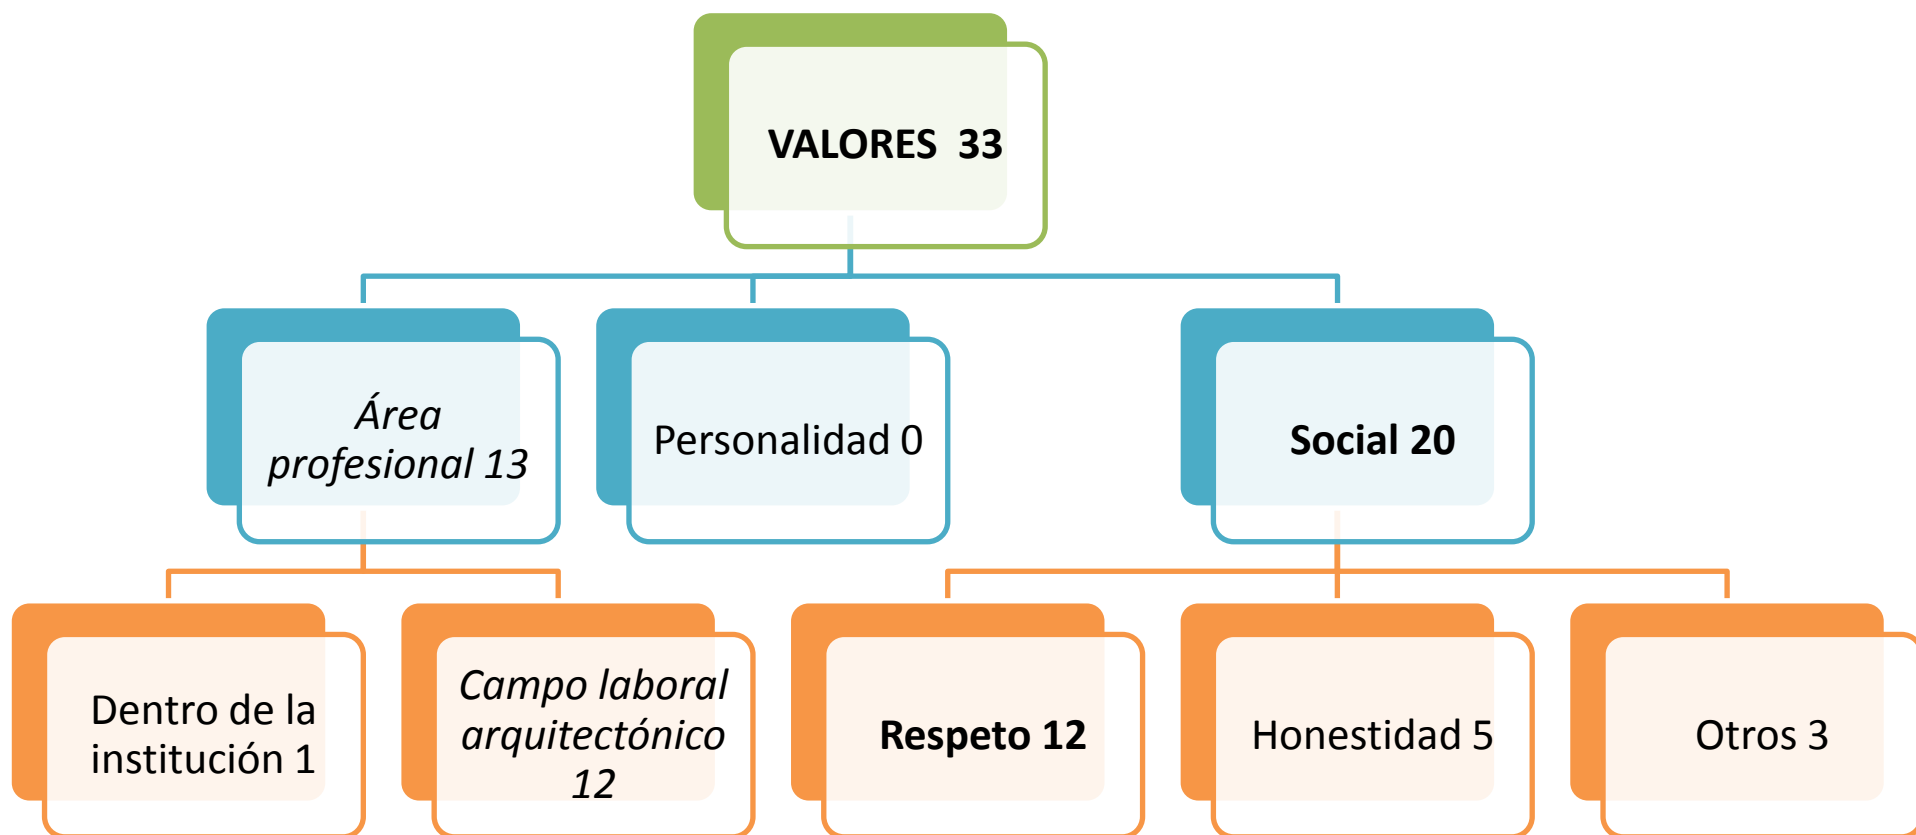 VALORES  33
Área
profesional 13
Personalidad 0
Social 20
Dentro de la
institución 1
Campo laboral
arquitectónico
12
Respeto 12
Honestidad 5
Otros 3